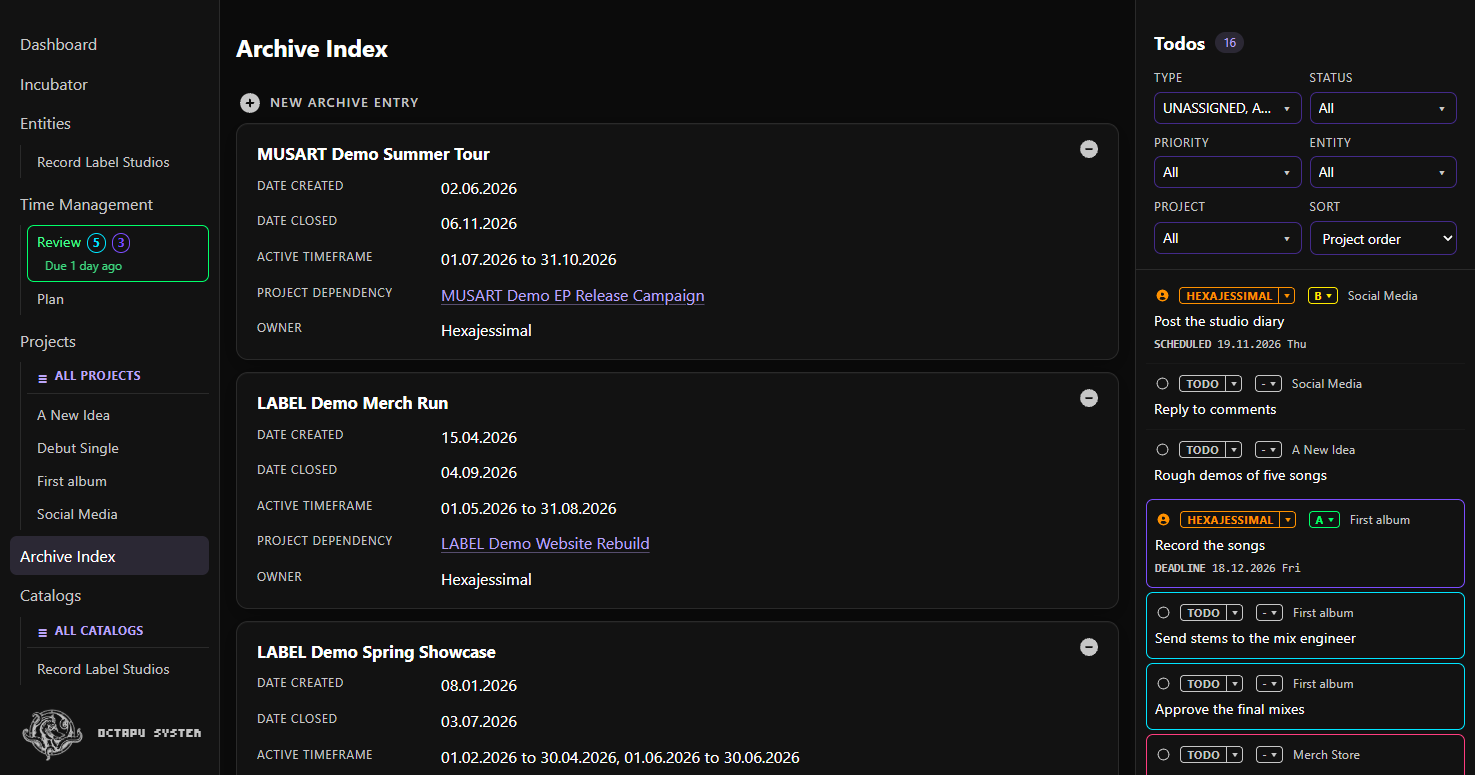 Dashboard
Incubator
Entities
Record Label Studios
Time Management
Review 5 3
Due 1 day ago
Plan
Projects
ALL PROJECTS
A New Idea
Debut Single
First album
Social Media
Archive Index
Catalogs
ALL CATALOGS
Record Label Studios
OCTAPU SYSTEM
Archive Index
NEW ARCHIVE ENTRY
MUSART Demo Summer Tour
DATE CREATED 02.06.2026
DATE CLOSED 06.11.2026
ACTIVE TIMEFRAME 01.07.2026 to 31.10.2026
PROJECT DEPENDENCY MUSART Demo EP Release Campaign
OWNER Hexajessimal
LABEL Demo Merch Run
DATE CREATED 15.04.2026
DATE CLOSED 04.09.2026
ACTIVE TIMEFRAME 01.05.2026 to 31.08.2026
PROJECT DEPENDENCY LABEL Demo Website Rebuild
OWNER Hexajessimal
LABEL Demo Spring Showcase
DATE CREATED 08.01.2026
DATE CLOSED 03.07.2026
ACTIVE TIMEFRAME 01.02.2026 to 30.04.2026, 01.06.2026 to 30.06.2026
Todos 16
TYPE STATUS
UNASSIGNED, A... All
PRIORITY ENTITY
All All
PROJECT SORT
All Project order
HEXAJESSIMAL B Social Media
Post the studio diary
SCHEDULED 19.11.2026 Thu
TODO - Social Media
Reply to comments
TODO - A New Idea
Rough demos of five songs
HEXAJESSIMAL A First album
Record the songs
DEADLINE 18.12.2026 Fri
TODO - First album
Send stems to the mix engineer
TODO - First album
Approve the final mixes
TODO - Merch Store